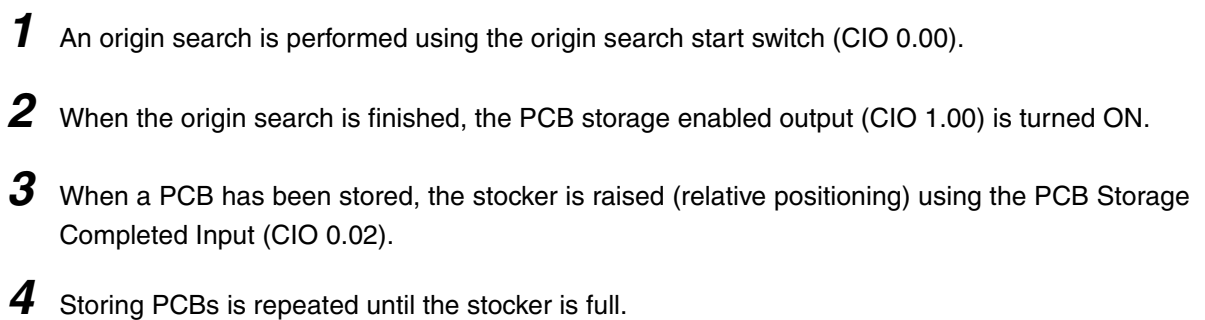 1 An origin search is performed using the origin search start switch (CIO 0.00).
2 When the origin search is finished, the PCB storage enabled output (CIO 1.00) is turned ON.
3 When a PCB has been stored, the stocker is raised (relative positioning) using the PCB Storage
Completed Input (CIO 0.02).
4 Storing PCBs is repeated until the stocker is full.